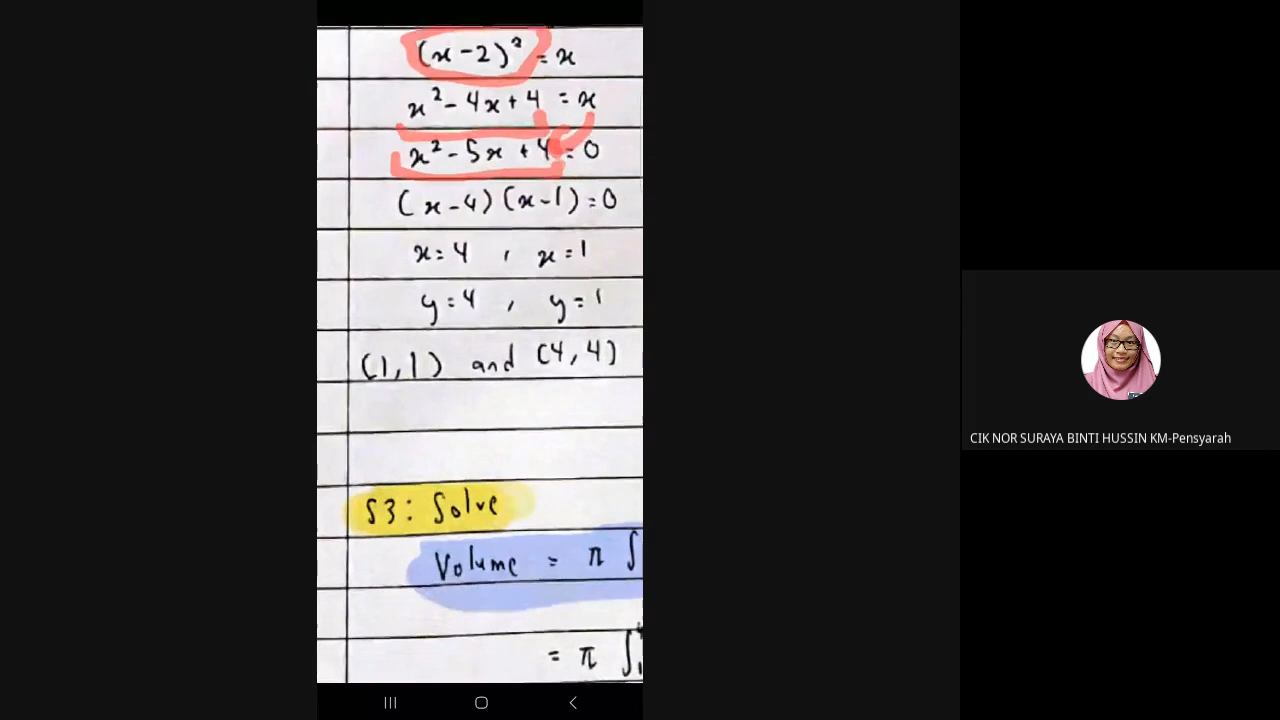 (x - 2)² = x
x² - 4x + 4 = x
x² - 5x + 4 = 0
(x - 4)(x - 1) = 0
x = 4 , x = 1
y = 4 , y = 1
(1, 1) and (4, 4)
S3: Solve
Volume = π ∫
= π ∫
CIK NOR SURAYA BINTI HUSSIN KM-Pensyarah